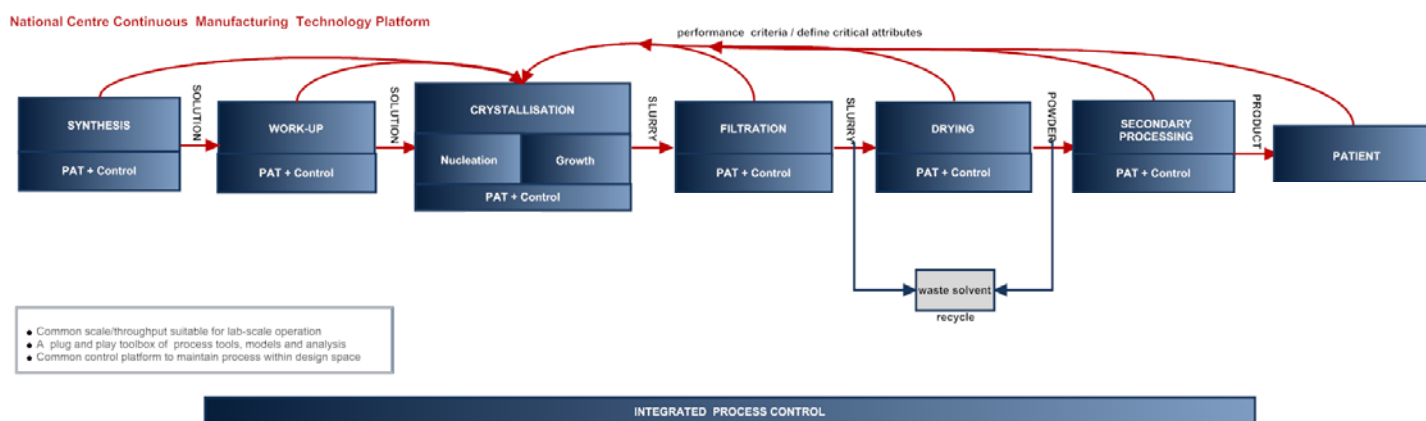 National Centre Continuous Manufacturing Technology Platform
performance criteria / define critical attributes
SYNTHESIS
PAT + Control
SOLUTION
WORK-UP
PAT + Control
SOLUTION
CRYSTALLISATION
Nucleation
Growth
PAT + Control
SLURRY
FILTRATION
PAT + Control
SLURRY
DRYING
PAT + Control
POWDER
SECONDARY
PROCESSING
PAT + Control
PRODUCT
PATIENT
waste solvent
recycle
● Common scale/throughput suitable for lab-scale operation
● A plug and play toolbox of process tools, models and analysis
● Common control platform to maintain process within design space
INTEGRATED PROCESS CONTROL